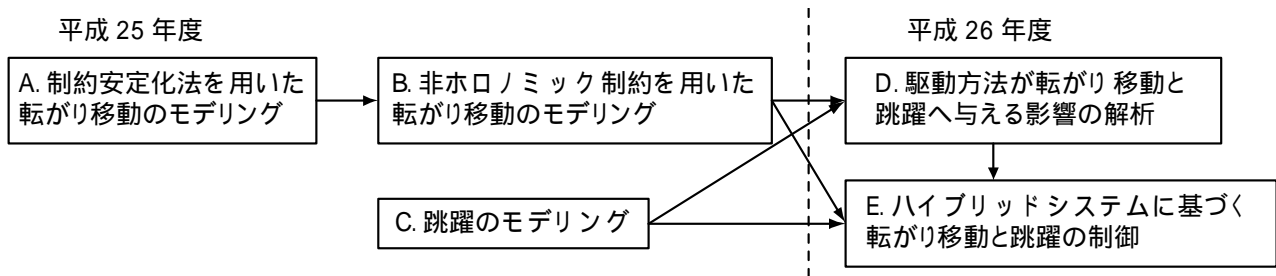 平成 25 年度
平成 26 年度
A. 制約安定化法を用いた
転がり移動のモデリング
B. 非ホロノミック制約を用いた
転がり移動のモデリング
D. 駆動方法が転がり移動と
跳躍へ与える影響の解析
C. 跳躍のモデリング
E. ハイブリッドシステムに基づく
転がり移動と跳躍の制御